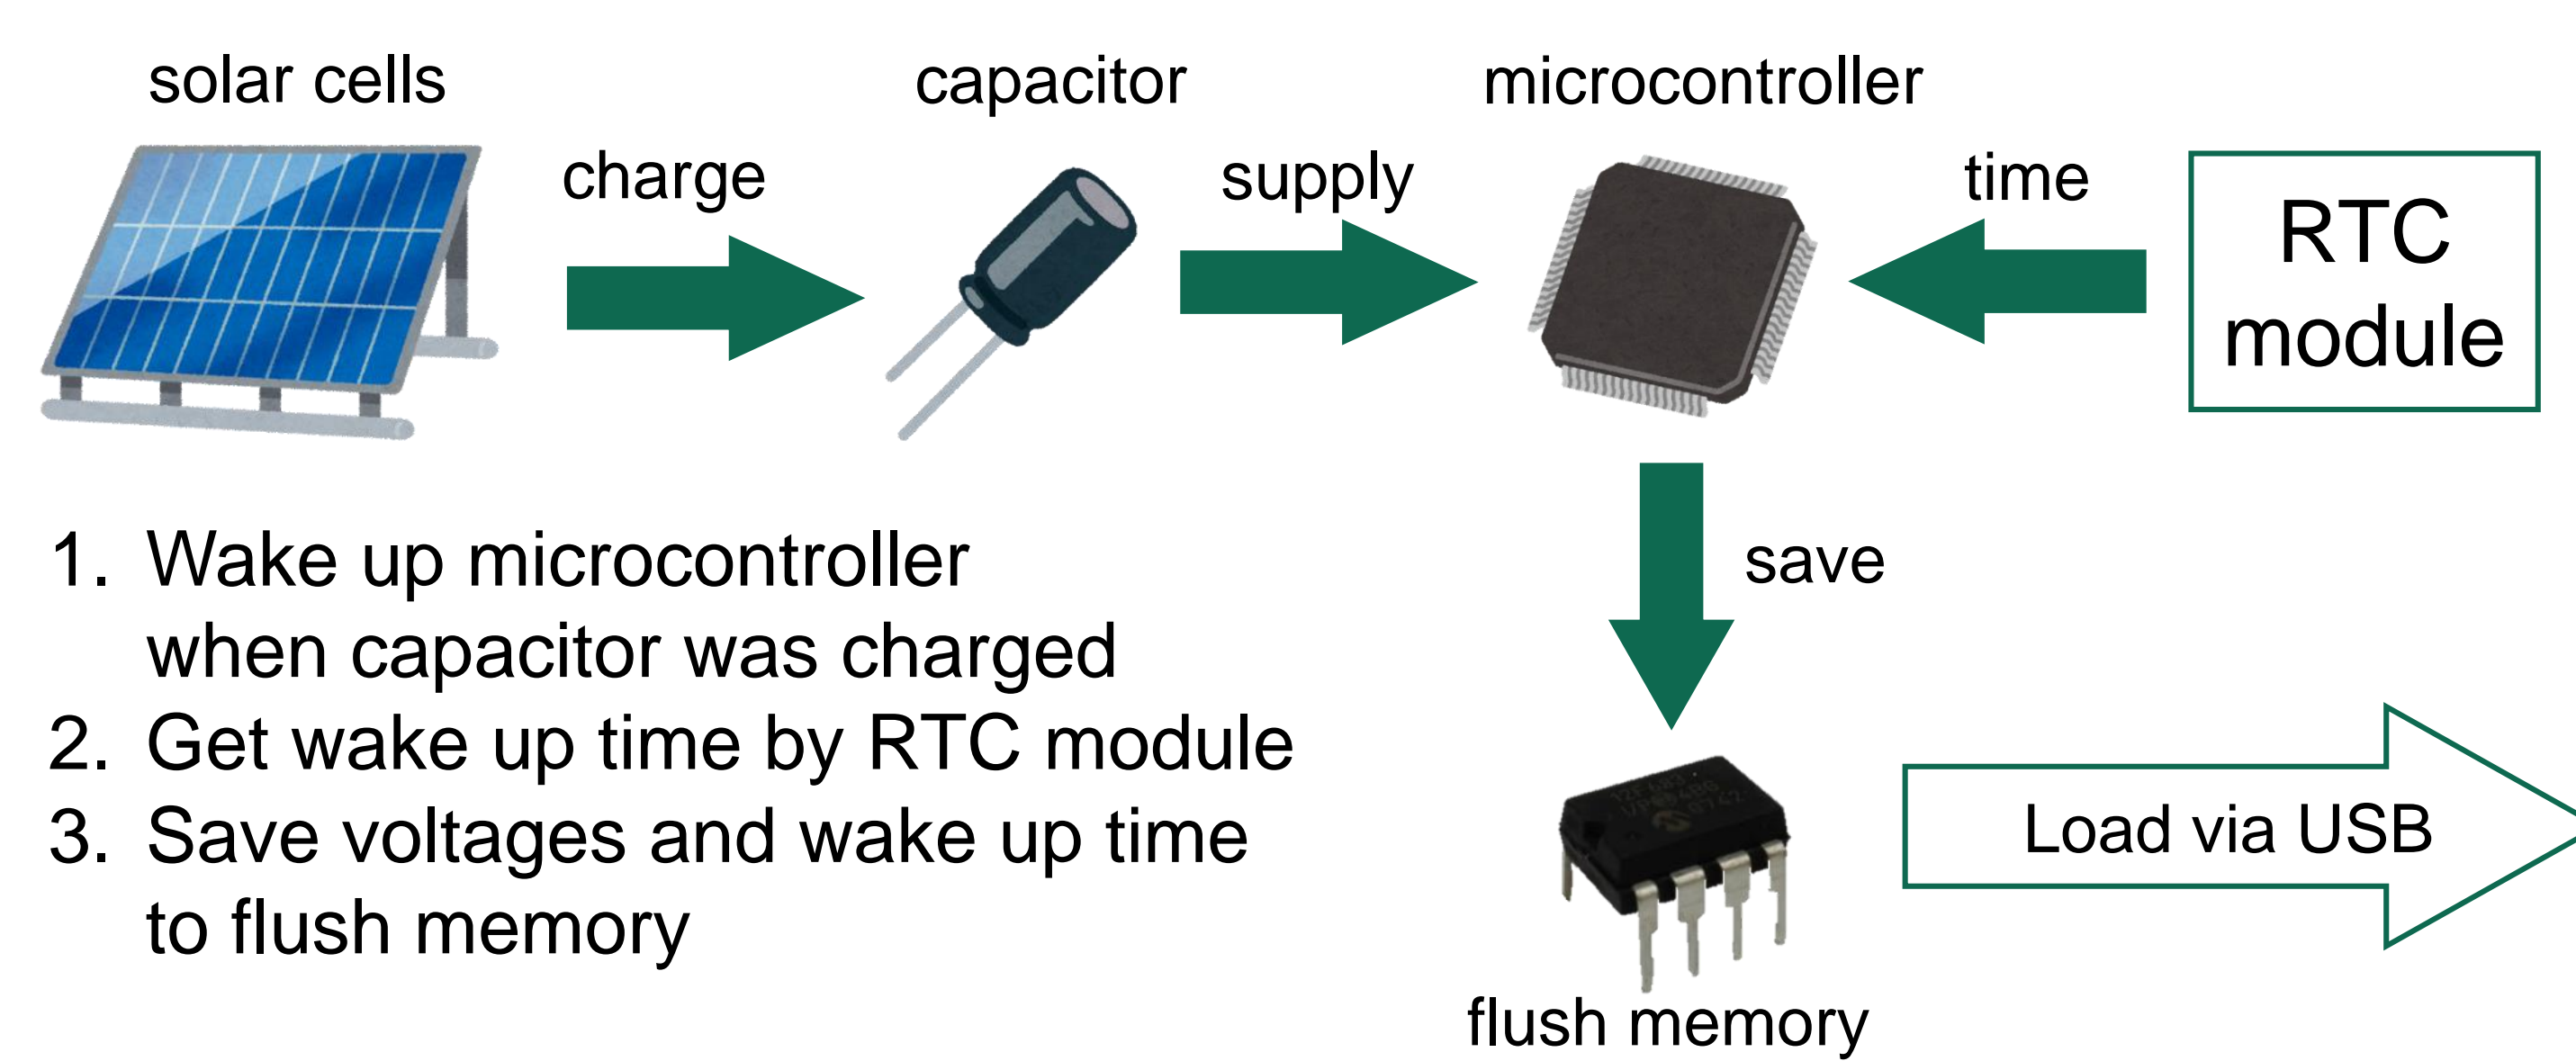 solar cells
capacitor
microcontroller
charge
supply
time
RTC
module
1. Wake up microcontroller
when capacitor was charged
2. Get wake up time by RTC module
3. Save voltages and wake up time
to flush memory
save
Load via USB
flush memory